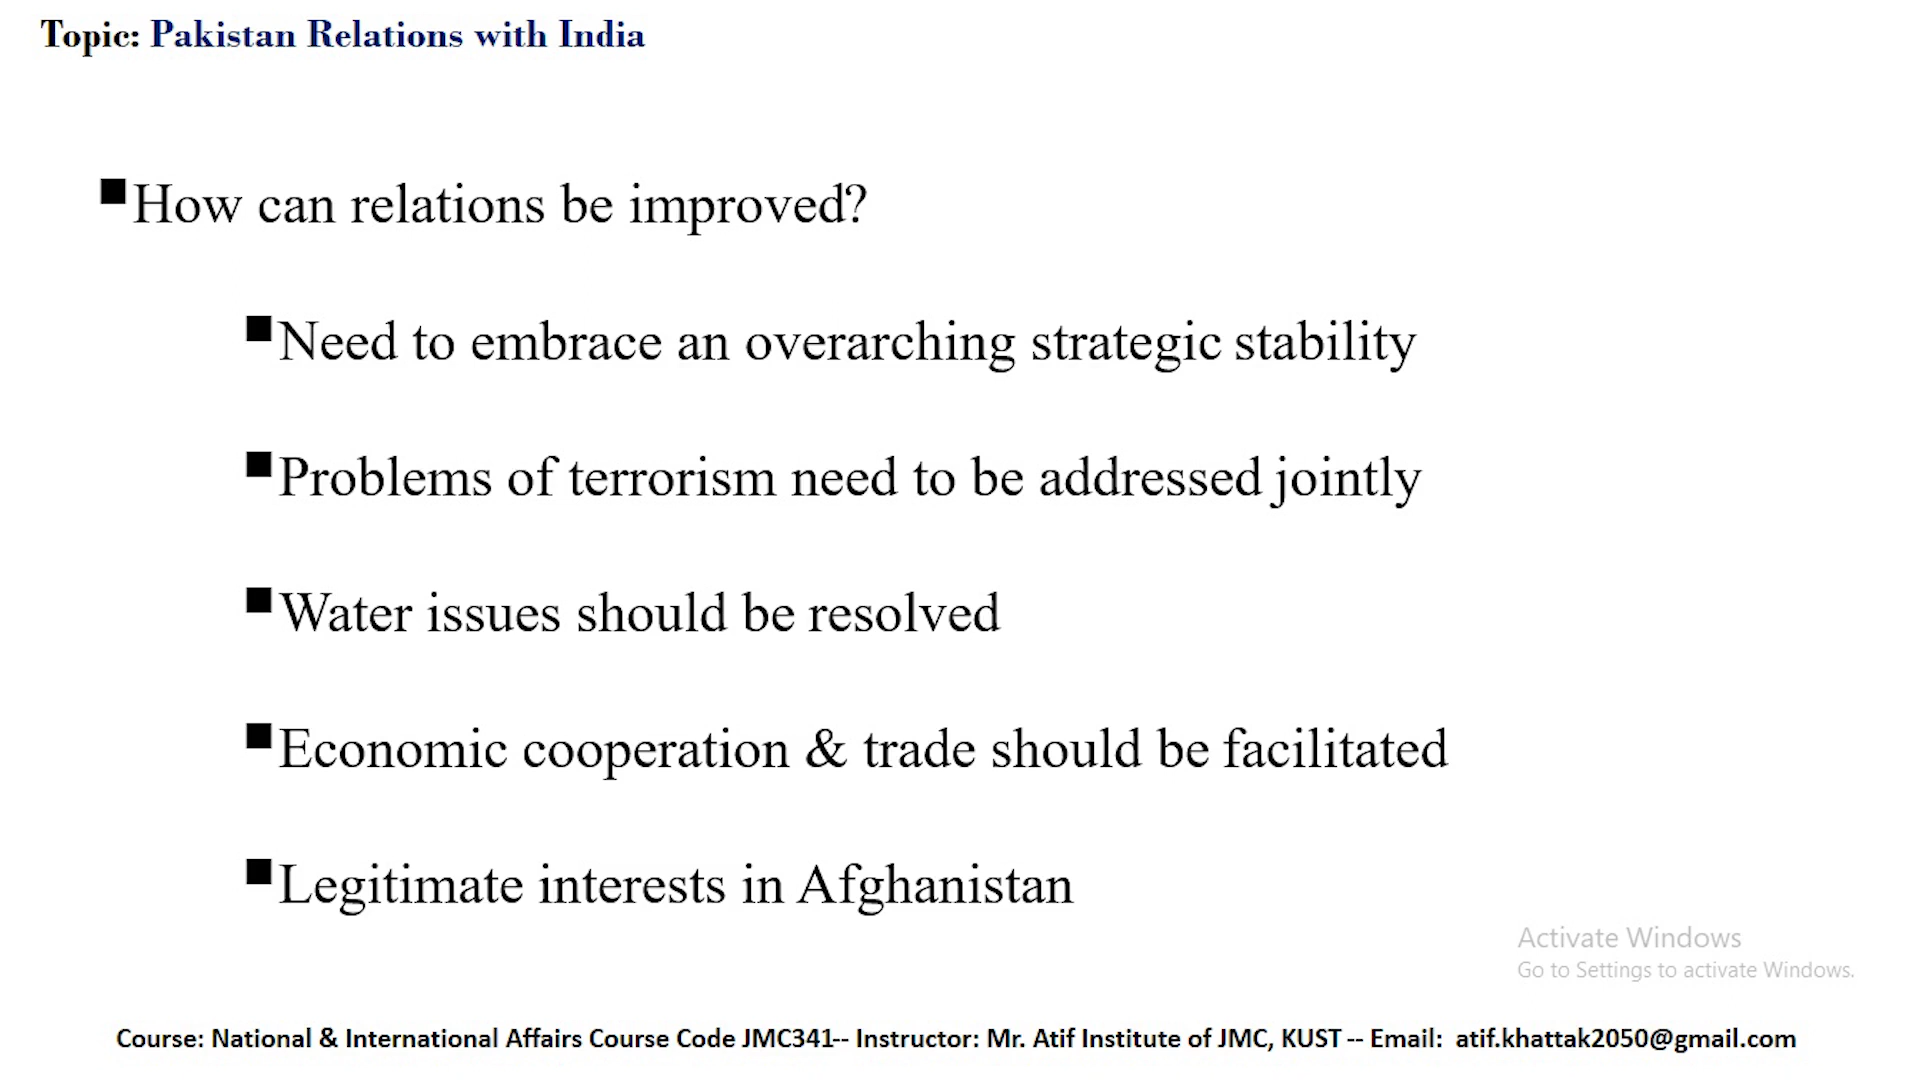 Topic: Pakistan Relations with India
▪How can relations be improved?
▪Need to embrace an overarching strategic stability
▪Problems of terrorism need to be addressed jointly
▪Water issues should be resolved
▪Economic cooperation & trade should be facilitated
▪Legitimate interests in Afghanistan
Activate Windows
Go to Settings to activate Windows.
Course: National & International Affairs Course Code JMC341-- Instructor: Mr. Atif Institute of JMC, KUST -- Email: atif.khattak2050@gmail.com